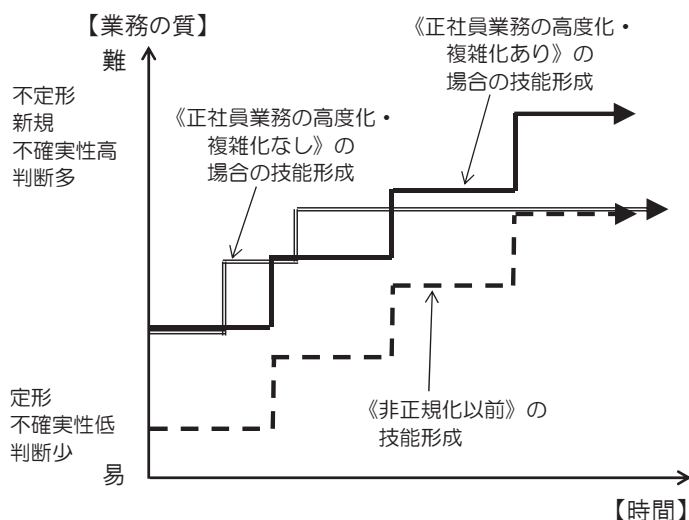 【業務の質】
難
不定形
新規
不確実性高
判断多
《正社員業務の高度化・
複雑化なし》の
場合の技能形成
《正社員業務の高度化・
複雑化あり》の
場合の技能形成
定形
不確実性低
判断少
易
《非正規化以前》の
技能形成
【時間】